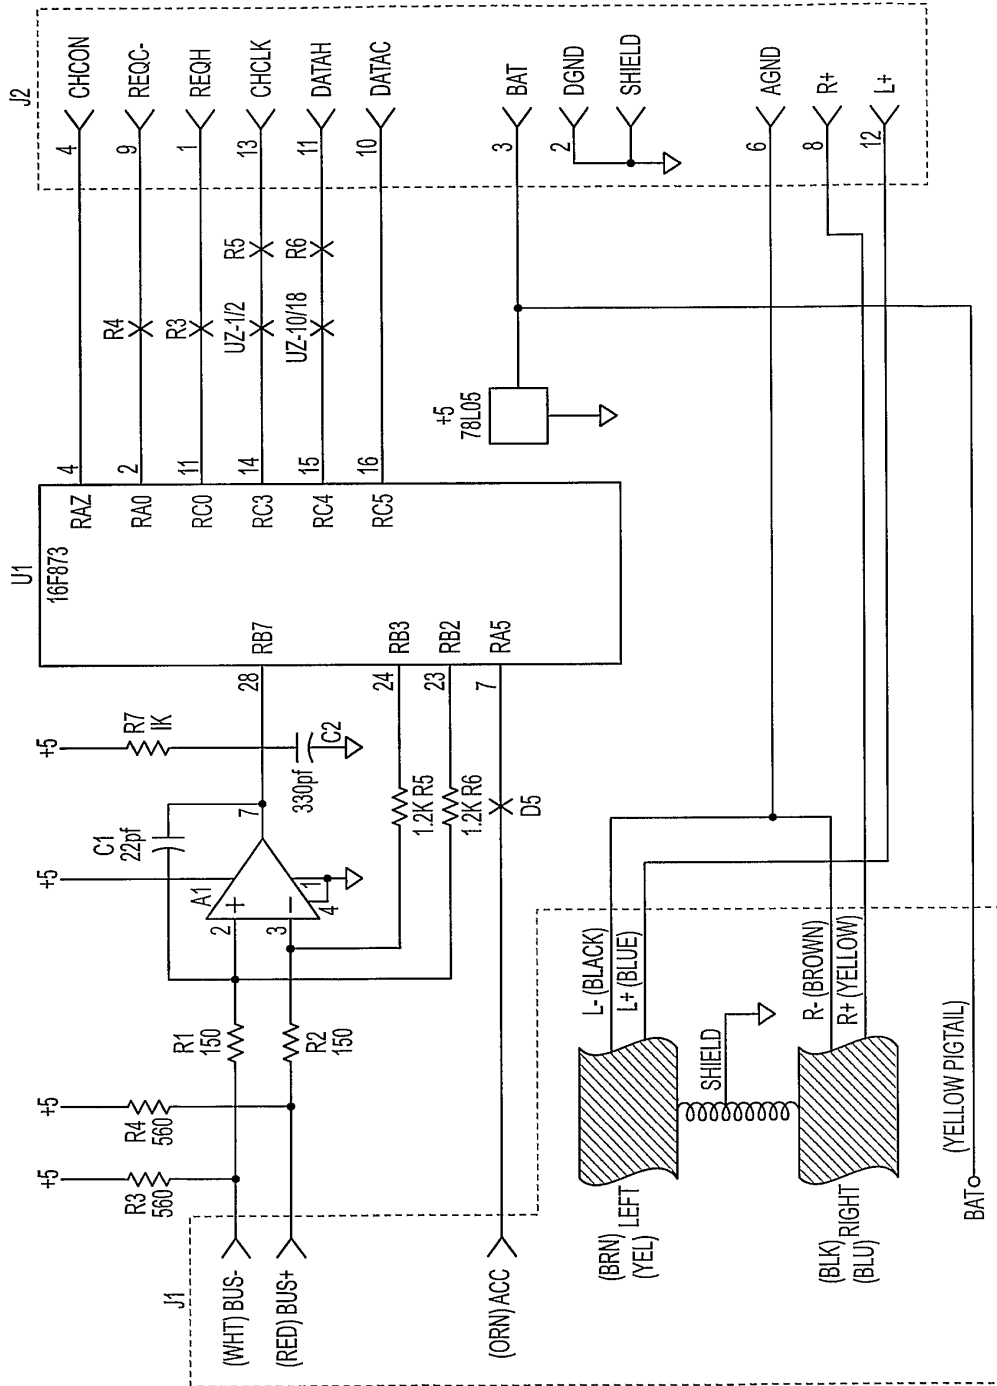 J2
4 CHCON
9 REQC-
1 REQH
13 CHCLK
11 DATAH
10 DATAC
3 BAT
2 DGND
SHIELD
6 AGND
8 R+
12 L+
R4
R3
R5
UZ-1/2
R6
UZ-10/18
+5
78L05
U1
16F873
RAZ 4
RA0 2
RC0 11
RC3 14
RC4 15
RC5 16
RB7 28
RB3 24
RB2 23
RA5 7
+5
R7
IK
330pf
C2
C1
22pf
+5
A1
+
-
2
3
7
1
4
1.2K R5
1.2K R6
D5
R1
150
R2
150
+5
R4
560
+5
R3
560
J1
(WHT) BUS-
(RED) BUS+
(ORN) ACC
L- (BLACK)
L+ (BLUE)
SHIELD
R- (BROWN)
R+ (YELLOW)
(BRN)
LEFT
(YEL)
(BLK)
RIGHT
(BLU)
(YELLOW PIGTAIL)
BAT